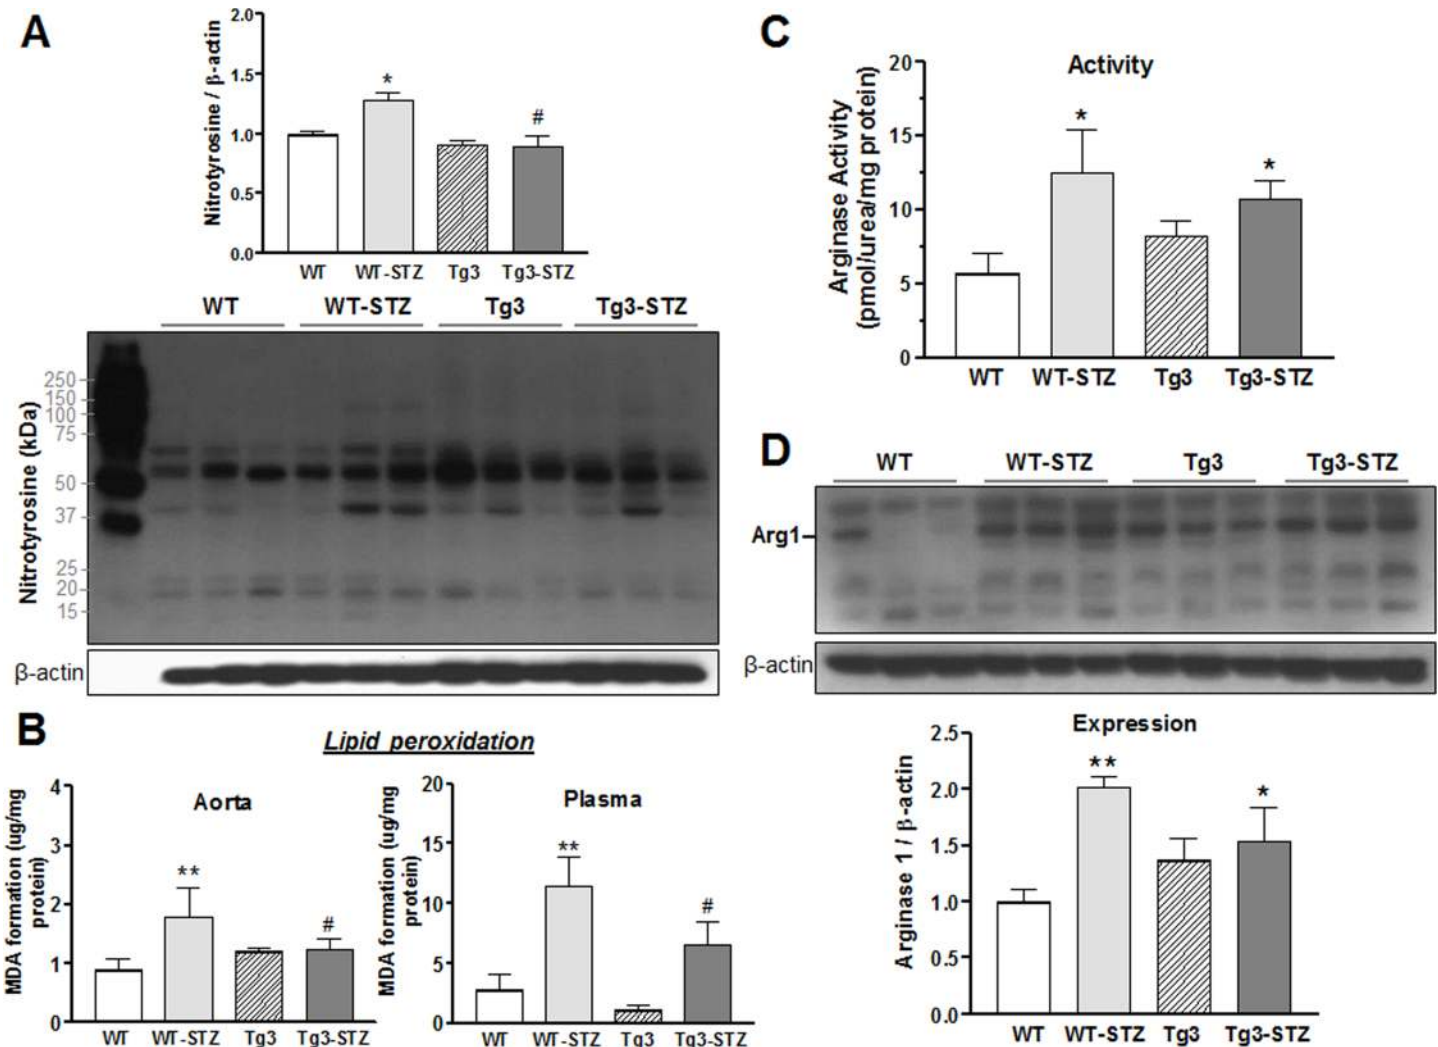 A
Nitrotyrosine / β-actin
2.0
1.5
1.0
0.5
0.0
*
#
WT WT-STZ Tg3 Tg3-STZ
WT WT-STZ Tg3 Tg3-STZ
Nitrotyrosine (kDa)
250
150
100
75
50
37
25
20
15
β-actin
B
Lipid peroxidation
MDA formation (ug/mg
protein)
Aorta
4
3
2
1
0
**
#
WT WT-STZ Tg3 Tg3-STZ
MDA formation (ug/mg
protein)
Plasma
20
15
10
5
0
**
#
WT WT-STZ Tg3 Tg3-STZ
C
Activity
Arginase Activity
(pmol/urea/mg protein)
20
15
10
5
0
*
*
WT WT-STZ Tg3 Tg3-STZ
D
WT WT-STZ Tg3 Tg3-STZ
Arg1
β-actin
Expression
Arginase 1 / β-actin
2.5
2.0
1.5
1.0
0.5
0.0
**
*
WT WT-STZ Tg3 Tg3-STZ